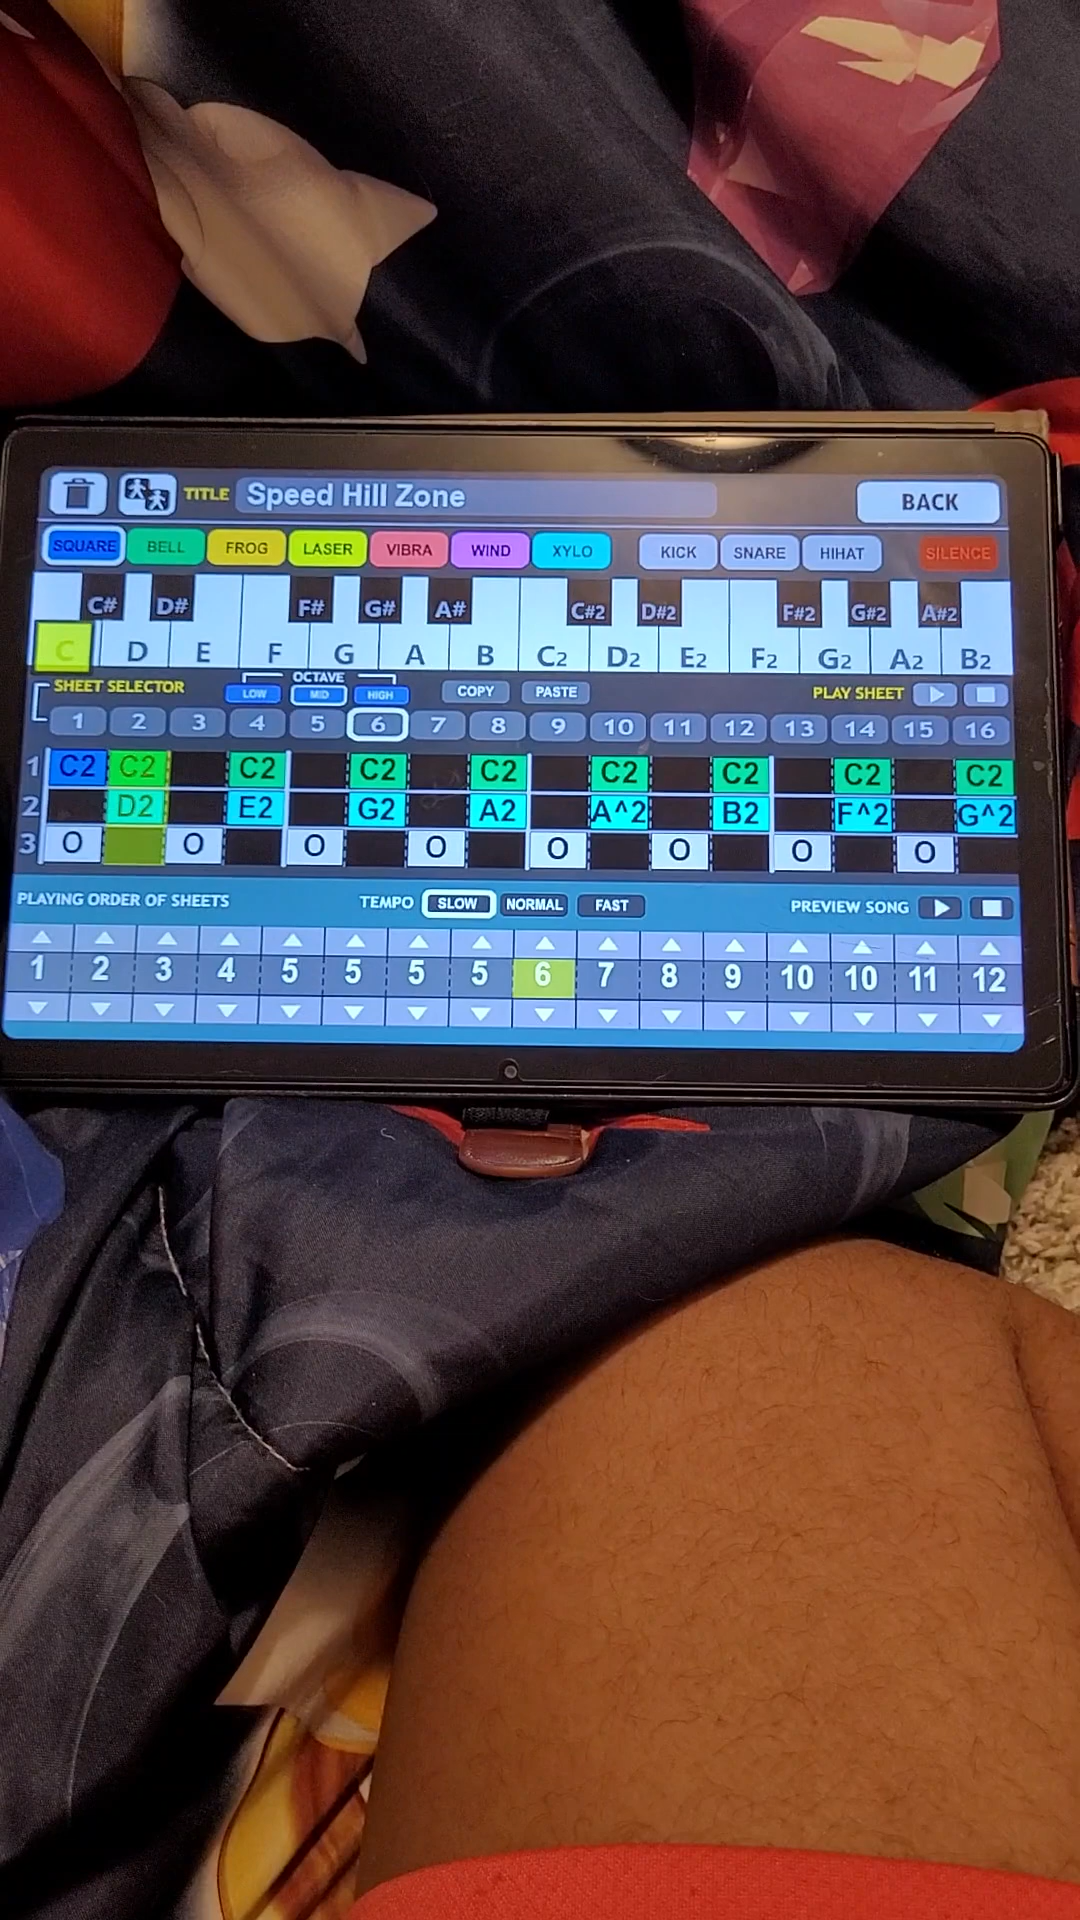 TITLE Speed Hill Zone BACK
SQUARE BELL FROG LASER VIBRA WIND XYLO KICK SNARE HIHAT SILENCE
C# D# F# G# A# C#2 D#2 F#2 G#2 A#2
C D E F G A B C2 D2 E2 F2 G2 A2 B2
SHEET SELECTOR OCTAVE LOW MID HIGH COPY PASTE PLAY SHEET
1 2 3 4 5 6 7 8 9 10 11 12 13 14 15 16
1 C2 C2 C2 C2 C2 C2 C2 C2 C2
2 D2 E2 G2 A2 A^2 B2 F^2 G^2
3 O O O O O O O O
PLAYING ORDER OF SHEETS TEMPO SLOW NORMAL FAST PREVIEW SONG
1 2 3 4 5 5 5 5 6 7 8 9 10 10 11 12